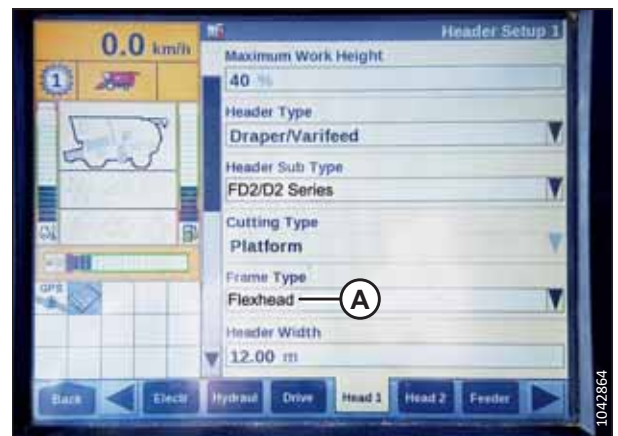 0.0 km/h
Header Setup 1
1
Maximum Work Height
40 %
Header Type
Draper/Varifeed
Header Sub Type
FD2/D2 Series
Cutting Type
Platform
Frame Type
Flexhead
A
GPS
Header Width
12.00 m
Back
Electr
Hydraul
Drive
Head 1
Head 2
Feeder
1042864